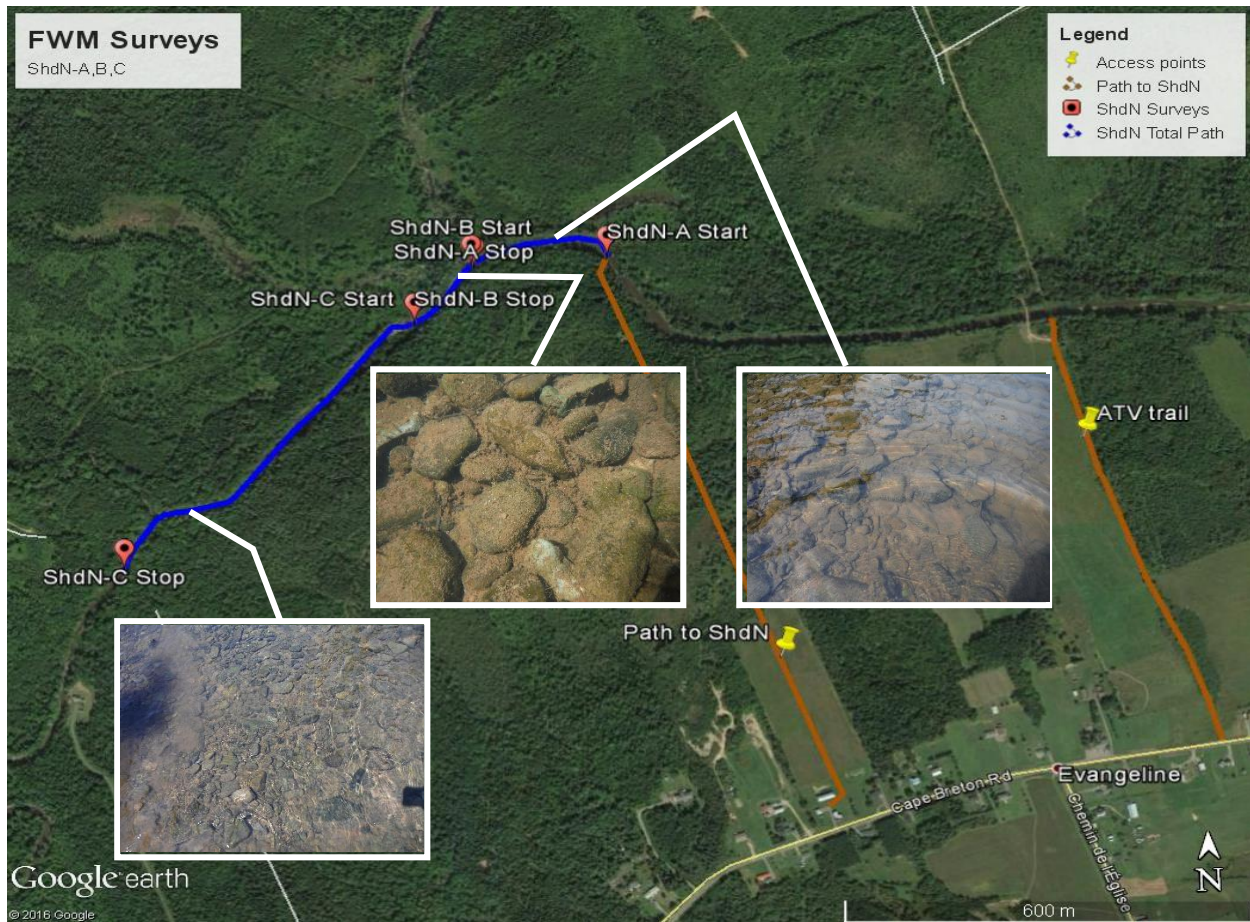 FWM Surveys
ShdN-A,B,C
Legend
Access points
Path to ShdN
ShdN Surveys
ShdN Total Path
ShdN-B Start
ShdN-A Stop
ShdN-A Start
ShdN-C Start
ShdN-B Stop
ATV trail
ShdN-C Stop
Path to ShdN
Evangeline
Cape Breton Rd
Chemin-de-l'Église
Google earth
© 2016 Google
N
600 m